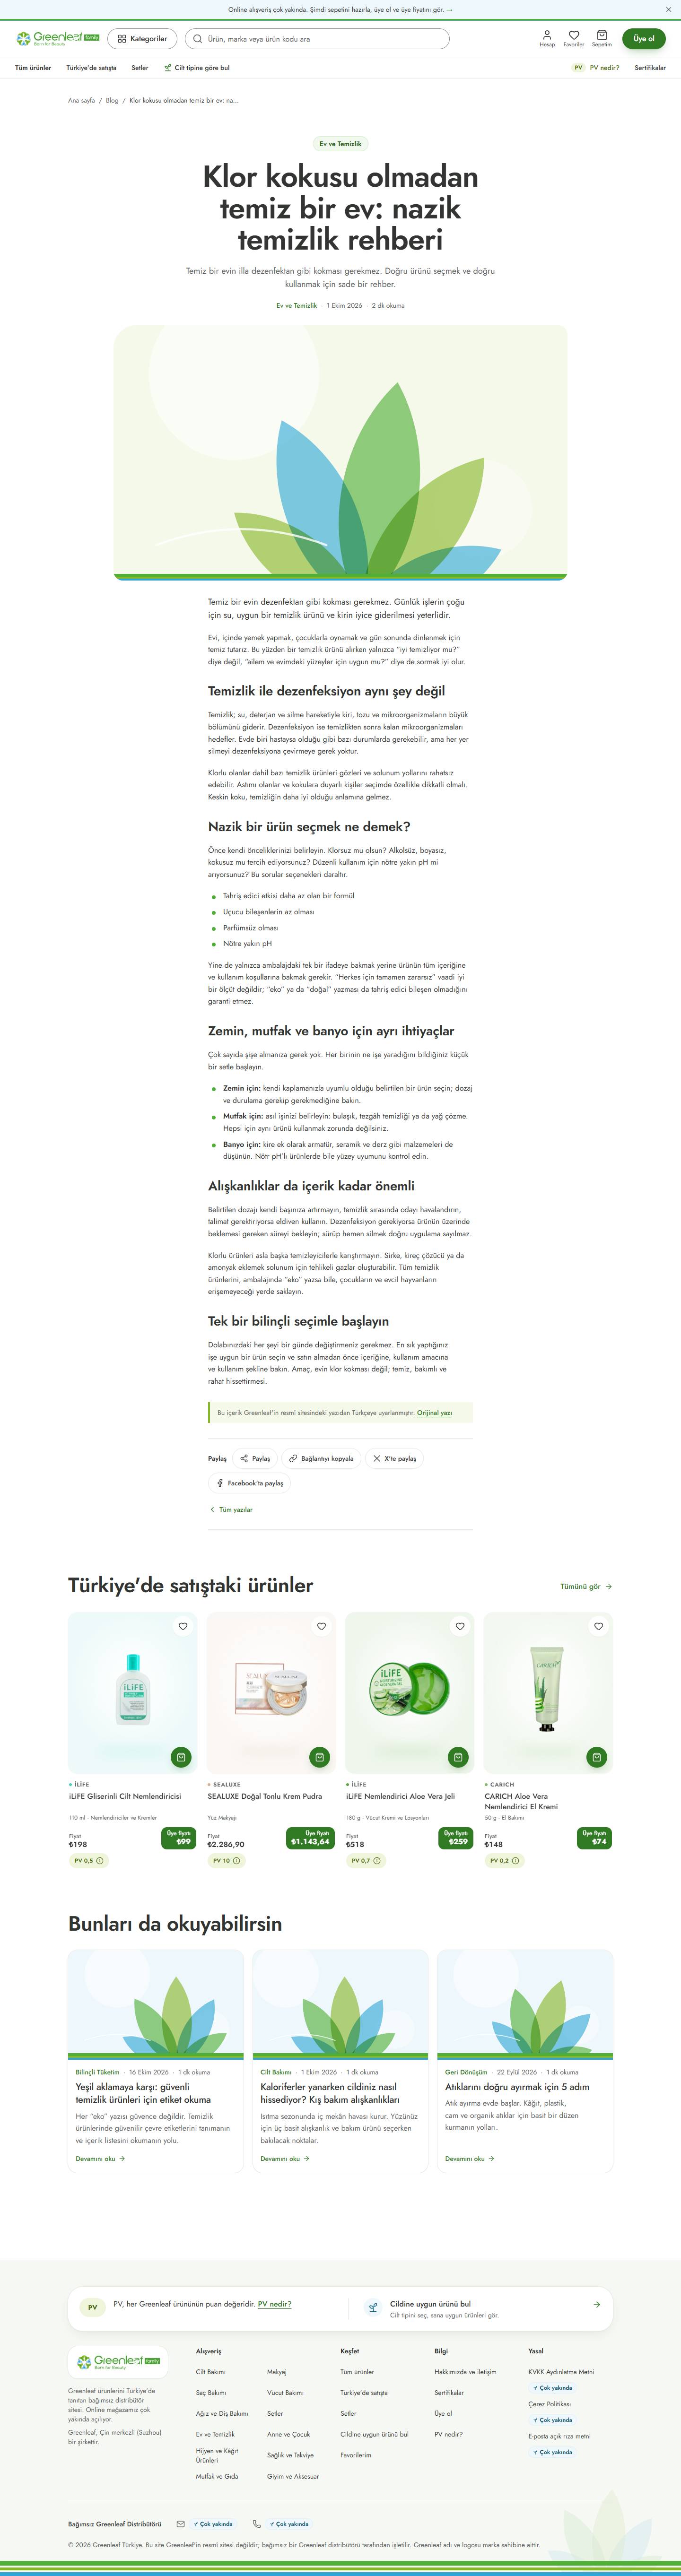 Online alışveriş çok yakında. Şimdi sepetini hazırla, üye ol ve üye fiyatını gör. →
Greenleaf family
Born for Beauty
Kategoriler
Ürün, marka veya ürün kodu ara
Hesap
Favoriler
Sepetim
Üye ol
Tüm ürünler
Türkiye'de satışta
Setler
Cilt tipine göre bul
PV
PV nedir?
Sertifikalar
Ana sayfa / Blog / Klor kokusu olmadan temiz bir ev: na...
Ev ve Temizlik
Klor kokusu olmadan
temiz bir ev: nazik
temizlik rehberi
Temiz bir evin illa dezenfektan gibi kokması gerekmez. Doğru ürünü seçmek ve doğru
kullanmak için sade bir rehber.
Ev ve Temizlik · 1 Ekim 2026 · 2 dk okuma
Temiz bir evin dezenfektan gibi kokması gerekmez. Günlük işlerin çoğu
için su, uygun bir temizlik ürünü ve kirin iyice giderilmesi yeterlidir.
Evi, içinde yemek yapmak, çocuklarla oynamak ve gün sonunda dinlenmek için
temiz tutarız. Bu yüzden bir temizlik ürünü alırken yalnızca “iyi temizliyor mu?”
diye değil, “ailem ve evimdeki yüzeyler için uygun mu?” diye de sormak iyi olur.
Temizlik ile dezenfeksiyon aynı şey değil
Temizlik; su, deterjan ve silme hareketiyle kiri, tozu ve mikroorganizmaların büyük
bölümünü giderir. Dezenfeksiyon ise temizlikten sonra kalan mikroorganizmaları
hedefler. Evde biri hastaysa olduğu gibi bazı durumlarda gerekebilir, ama her yer
silmeyi dezenfeksiyona çevirmeye gerek yoktur.
Klorlu olanlar dahil bazı temizlik ürünleri gözleri ve solunum yollarını rahatsız
edebilir. Astımı olanlar ve kokulara duyarlı kişiler seçimde özellikle dikkatli olmalı.
Keskin koku, temizliğin daha iyi olduğu anlamına gelmez.
Nazik bir ürün seçmek ne demek?
Önce kendi önceliklerinizi belirleyin. Klorsuz mu olsun? Alkolsüz, boyasız,
kokusuz mu tercih ediyorsunuz? Düzenli kullanım için nötre yakın pH mı
arıyorsunuz? Bu sorular seçenekleri daraltır.
Tahriş edici etkisi daha az olan bir formül
Uçucu bileşenlerin az olması
Parfümsüz olması
Nötre yakın pH
Yine de yalnızca ambalajdaki tek bir ifadeye bakmak yerine ürünün tüm içeriğine
ve kullanım koşullarına bakmak gerekir. “Herkes için tamamen zararsız” vaadi iyi
bir ölçüt değildir; “eko” ya da “doğal” yazması da tahriş edici bileşen olmadığını
garanti etmez.
Zemin, mutfak ve banyo için ayrı ihtiyaçlar
Çok sayıda şişe almanıza gerek yok. Her birinin ne işe yaradığını bildiğiniz küçük
bir setle başlayın.
Zemin için: kendi kaplamanızla uyumlu olduğu belirtilen bir ürün seçin; dozaj
ve durulama gerekip gerekmediğine bakın.
Mutfak için: asıl işinizi belirleyin: bulaşık, tezgâh temizliği ya da yağ çözme.
Hepsi için aynı ürünü kullanmak zorunda değilsiniz.
Banyo için: kire ek olarak armatür, seramik ve derz gibi malzemeleri de
düşünün. Nötr pH'lı ürünlerde bile yüzey uyumunu kontrol edin.
Alışkanlıklar da içerik kadar önemli
Belirtilen dozajı kendi başınıza artırmayın, temizlik sırasında odayı havalandırın,
talimat gerektiriyorsa eldiven kullanın. Dezenfeksiyon gerekiyorsa ürünün üzerinde
beklemesi gereken süreyi bekleyin; sürüp hemen silmek doğru uygulama sayılmaz.
Klorlu ürünleri asla başka temizleyicilerle karıştırmayın. Sirke, kireç çözücü ya da
amonyak eklemek solunum için tehlikeli gazlar oluşturabilir. Tüm temizlik
ürünlerini, ambalajında “eko” yazsa bile, çocukların ve evcil hayvanların
erişemeyeceği yerde saklayın.
Tek bir bilinçli seçimle başlayın
Dolabınızdaki her şeyi bir günde değiştirmeniz gerekmez. En sık yaptığınız
işe uygun bir ürün seçin ve satın almadan önce içeriğine, kullanım amacına
ve kullanım şekline bakın. Amaç, evin klor kokması değil; temiz, bakımlı ve
rahat hissettirmesi.
Bu içerik Greenleaf'in resmî sitesindeki yazıdan Türkçeye uyarlanmıştır. Orijinal yazı
Paylaş
Paylaş
Bağlantıyı kopyala
X'te paylaş
Facebook'ta paylaş
Tüm yazılar
Türkiye'de satıştaki ürünler
Tümünü gör →
iLiFE
SEALUXE
iLiFE
CARICH
İLİFE
iLiFE Gliserinli Cilt Nemlendiricisi
110 ml · Nemlendiriciler ve Kremler
Fiyat
₺198
Üye fiyatı
₺99
PV 0,5
SEALUXE
SEALUXE Doğal Tonlu Krem Pudra
Yüz Makyajı
Fiyat
₺2.286,90
Üye fiyatı
₺1.143,64
PV 10
İLİFE
iLiFE Nemlendirici Aloe Vera Jeli
180 g · Vücut Kremi ve Losyonları
Fiyat
₺518
Üye fiyatı
₺259
PV 0,7
CARICH
CARICH Aloe Vera
Nemlendirici El Kremi
50 g · El Bakımı
Fiyat
₺148
Üye fiyatı
₺74
PV 0,2
Bunları da okuyabilirsin
Bilinçli Tüketim · 16 Ekim 2026 · 1 dk okuma
Yeşil aklamaya karşı: güvenli
temizlik ürünleri için etiket okuma
Her “eko” yazısı güvence değildir. Temizlik
ürünlerinde güvenilir çevre etiketlerini tanımanın
ve içerik listesini okumanın yolu.
Devamını oku →
Cilt Bakımı · 1 Ekim 2026 · 1 dk okuma
Kaloriferler yanarken cildiniz nasıl
hissediyor? Kış bakım alışkanlıkları
Isıtma sezonunda iç mekân havası kurur. Yüzünüz
için üç basit alışkanlık ve bakım ürünü seçerken
bakılacak noktalar.
Devamını oku →
Geri Dönüşüm · 22 Eylül 2026 · 1 dk okuma
Atıklarını doğru ayırmak için 5 adım
Atık ayırma evde başlar. Kâğıt, plastik,
cam ve organik atıklar için basit bir düzen
kurmanın yolları.
Devamını oku →
PV
PV, her Greenleaf ürününün puan değeridir. PV nedir?
Cildine uygun ürünü bul
Cilt tipini seç, sana uygun ürünleri gör.
→
Greenleaf family
Born for Beauty
Greenleaf ürünlerini Türkiye'de
tanıtan bağımsız distribütör
sitesi. Online mağazamız çok
yakında açılıyor.
Greenleaf, Çin merkezli (Suzhou)
bir şirkettir.
Alışveriş
Cilt Bakımı
Saç Bakımı
Ağız ve Diş Bakımı
Ev ve Temizlik
Hijyen ve Kâğıt
Ürünleri
Mutfak ve Gıda
Makyaj
Vücut Bakımı
Setler
Anne ve Çocuk
Sağlık ve Takviye
Giyim ve Aksesuar
Keşfet
Tüm ürünler
Türkiye'de satışta
Setler
Cildine uygun ürünü bul
Favorilerim
Bilgi
Hakkımızda ve iletişim
Sertifikalar
Üye ol
PV nedir?
Yasal
KVKK Aydınlatma Metni
Çok yakında
Çerez Politikası
Çok yakında
E-posta açık rıza metni
Çok yakında
Bağımsız Greenleaf Distribütörü
Çok yakında
Çok yakında
© 2026 Greenleaf Türkiye. Bu site Greenleaf'in resmî sitesi değildir; bağımsız bir Greenleaf distribütörü tarafından işletilir. Greenleaf adı ve logosu marka sahibine aittir.